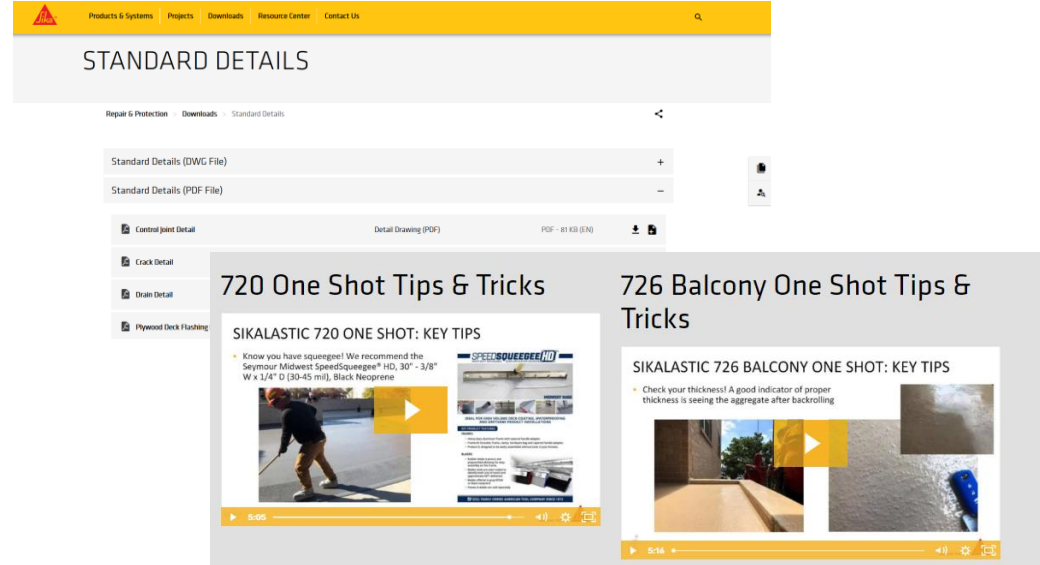 Sika
Products & Systems Projects Downloads Resource Center Contact Us
STANDARD DETAILS
Repair & Protection > Downloads > Standard Details
Standard Details (DWG File) +
Standard Details (PDF File) −
Control Joint Detail Detail Drawing (PDF) PDF - 81 KB (EN)
Crack Detail
Drain Detail
Plywood Deck Flashing
720 One Shot Tips & Tricks
SIKALASTIC 720 ONE SHOT: KEY TIPS
• Know you have squeegee! We recommend the
Seymour Midwest SpeedSqueegee® HD, 30" - 3/8"
W x 1/4" D (30-45 mil), Black Neoprene
SPEEDSQUEEGEE HD
5:05
726 Balcony One Shot Tips &
Tricks
SIKALASTIC 726 BALCONY ONE SHOT: KEY TIPS
• Check your thickness! A good indicator of proper
thickness is seeing the aggregate after backrolling
5:16